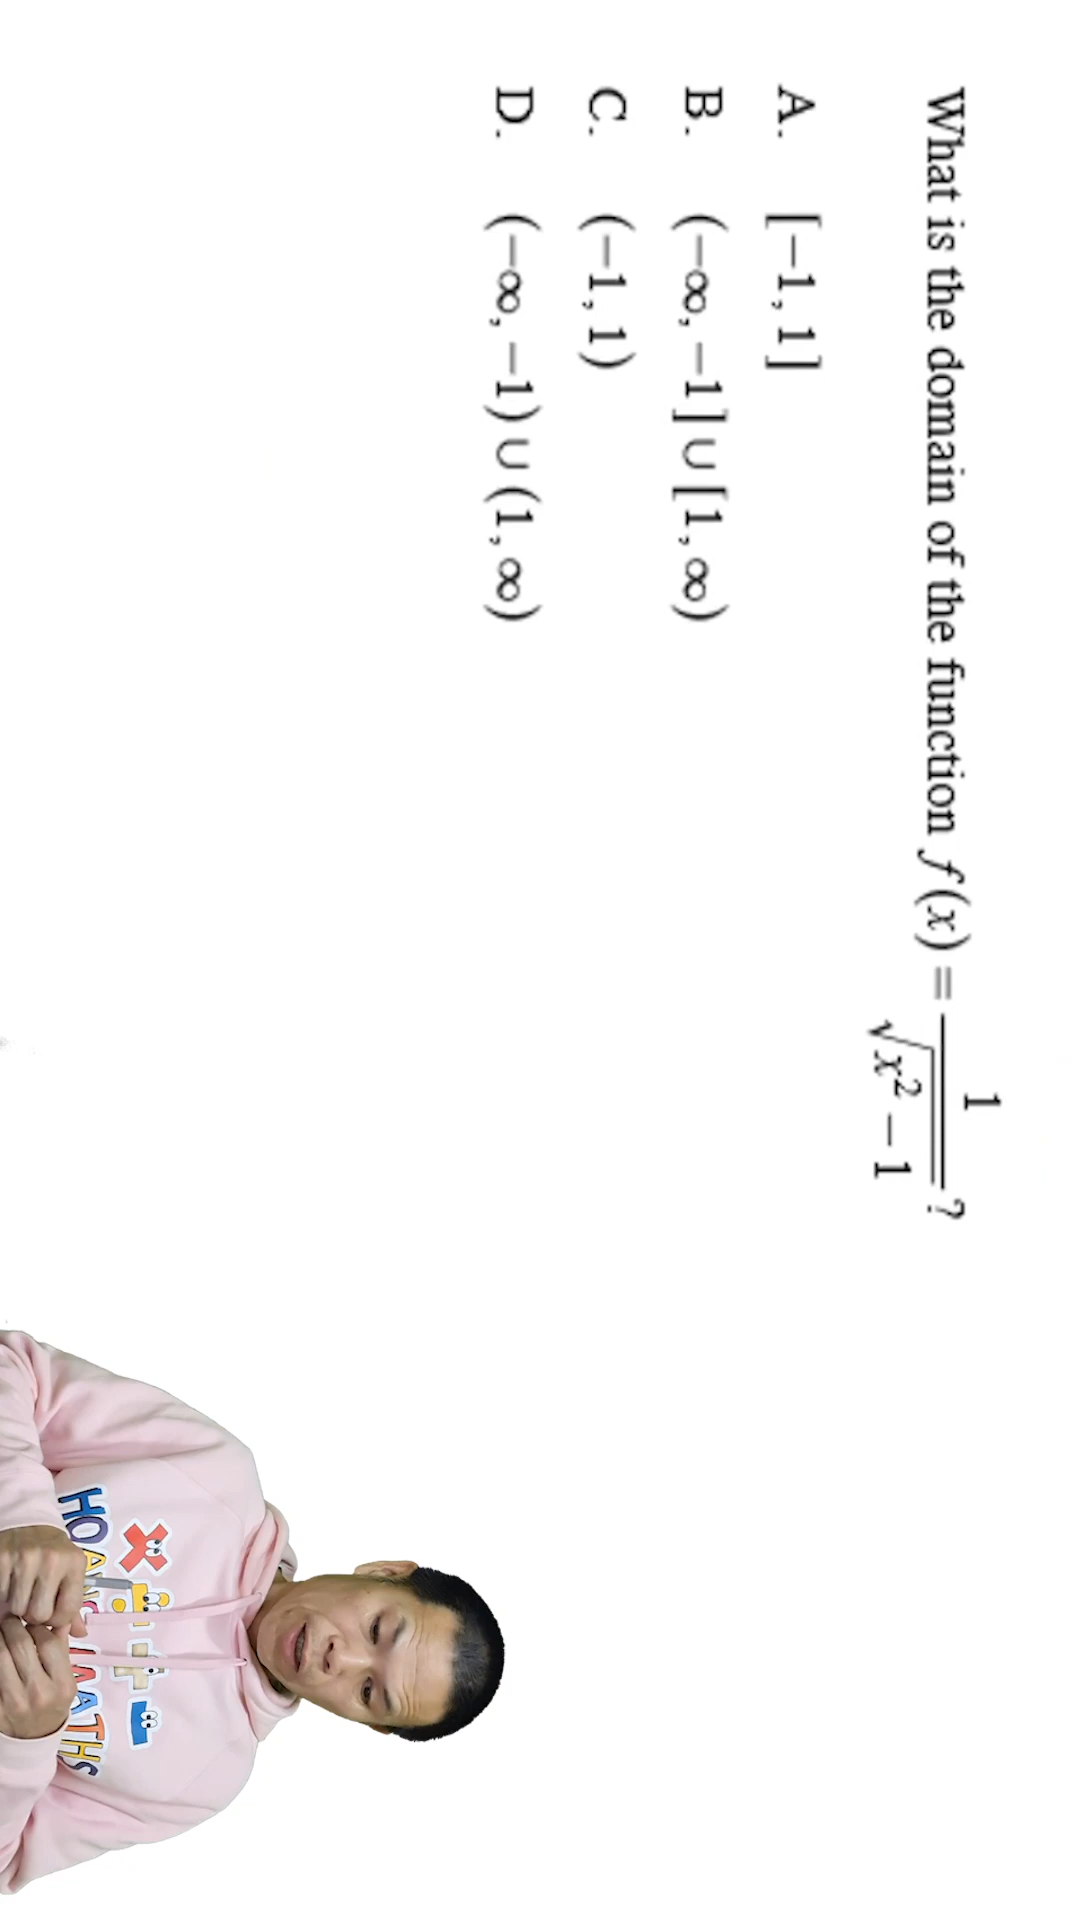 What is the domain of the function f(x) = 1/√(x² – 1)?
A. [–1, 1]
B. (–∞, –1] ∪ [1, ∞)
C. (–1, 1)
D. (–∞, –1) ∪ (1, ∞)